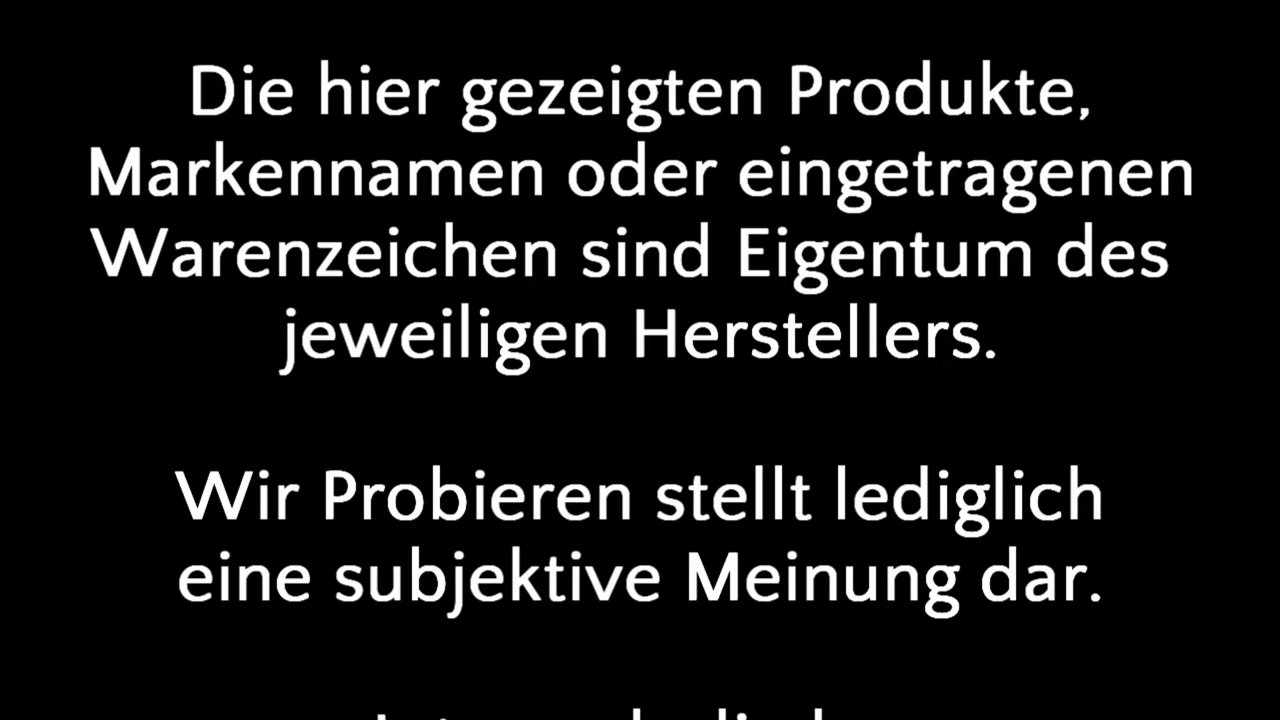 Die hier gezeigten Produkte,
Markennamen oder eingetragenen
Warenzeichen sind Eigentum des
jeweiligen Herstellers.
Wir Probieren stellt lediglich
eine subjektive Meinung dar.